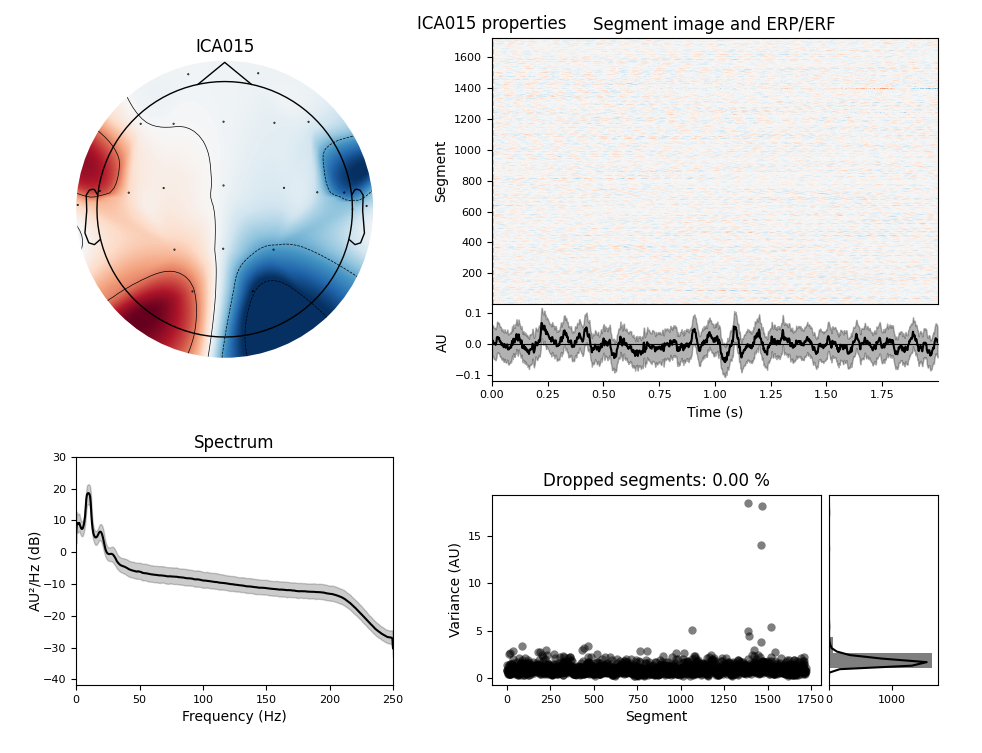 ICA015 properties
ICA015
Segment image and ERP/ERF
Segment
1600
1400
1200
1000
800
600
400
200
AU
0.1
0.0
−0.1
0.00 0.25 0.50 0.75 1.00 1.25 1.50 1.75
Time (s)
Spectrum
AU²/Hz (dB)
30
20
10
0
−10
−20
−30
−40
0 50 100 150 200 250
Frequency (Hz)
Dropped segments: 0.00 %
Variance (AU)
15
10
5
0
0 250 500 750 1000 1250 1500 1750
Segment
0 1000